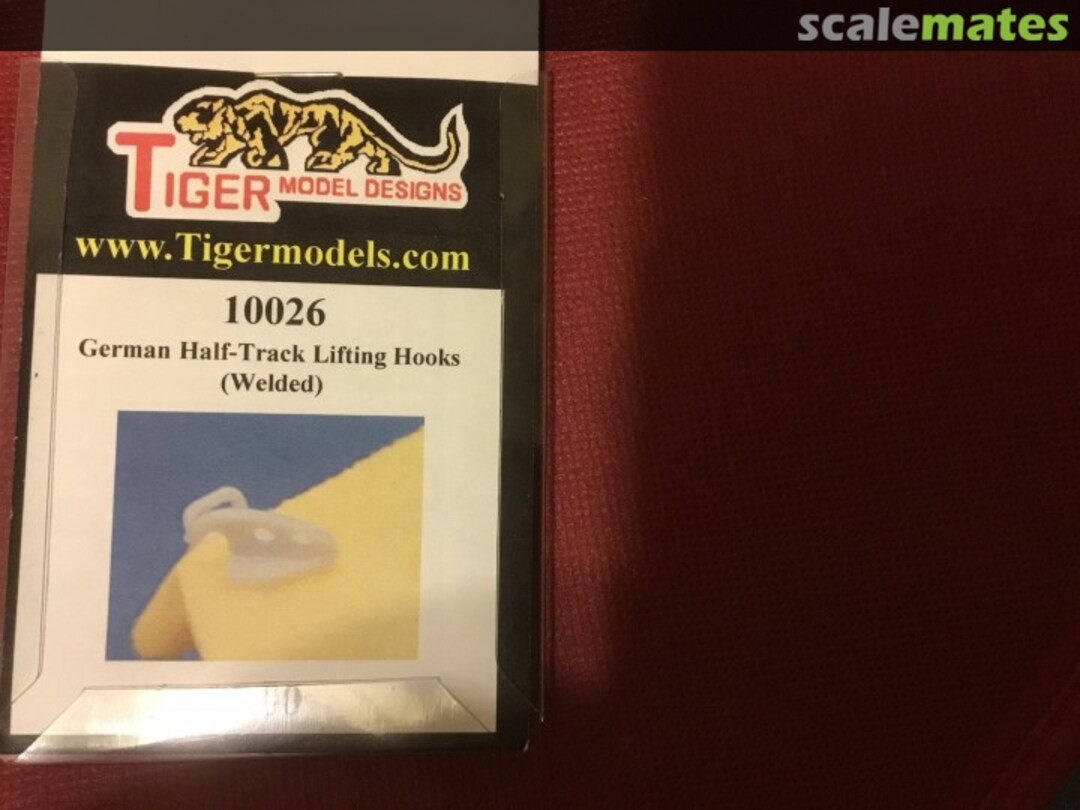 scalemates
TIGER MODEL DESIGNS
www.Tigermodels.com
10026
German Half-Track Lifting Hooks
(Welded)